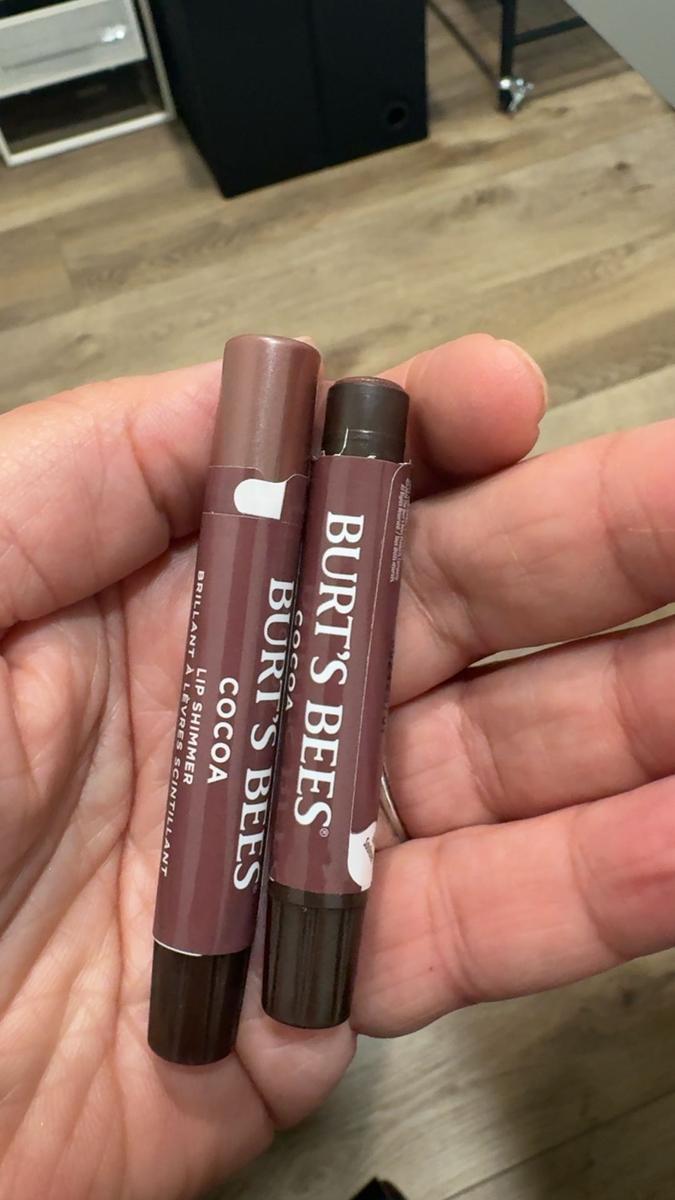 BURT'S BEES
COCOA
LIP SHIMMER
BRILLANT À LÈVRES SCINTILLANT
BURT'S BEES®
COCOA